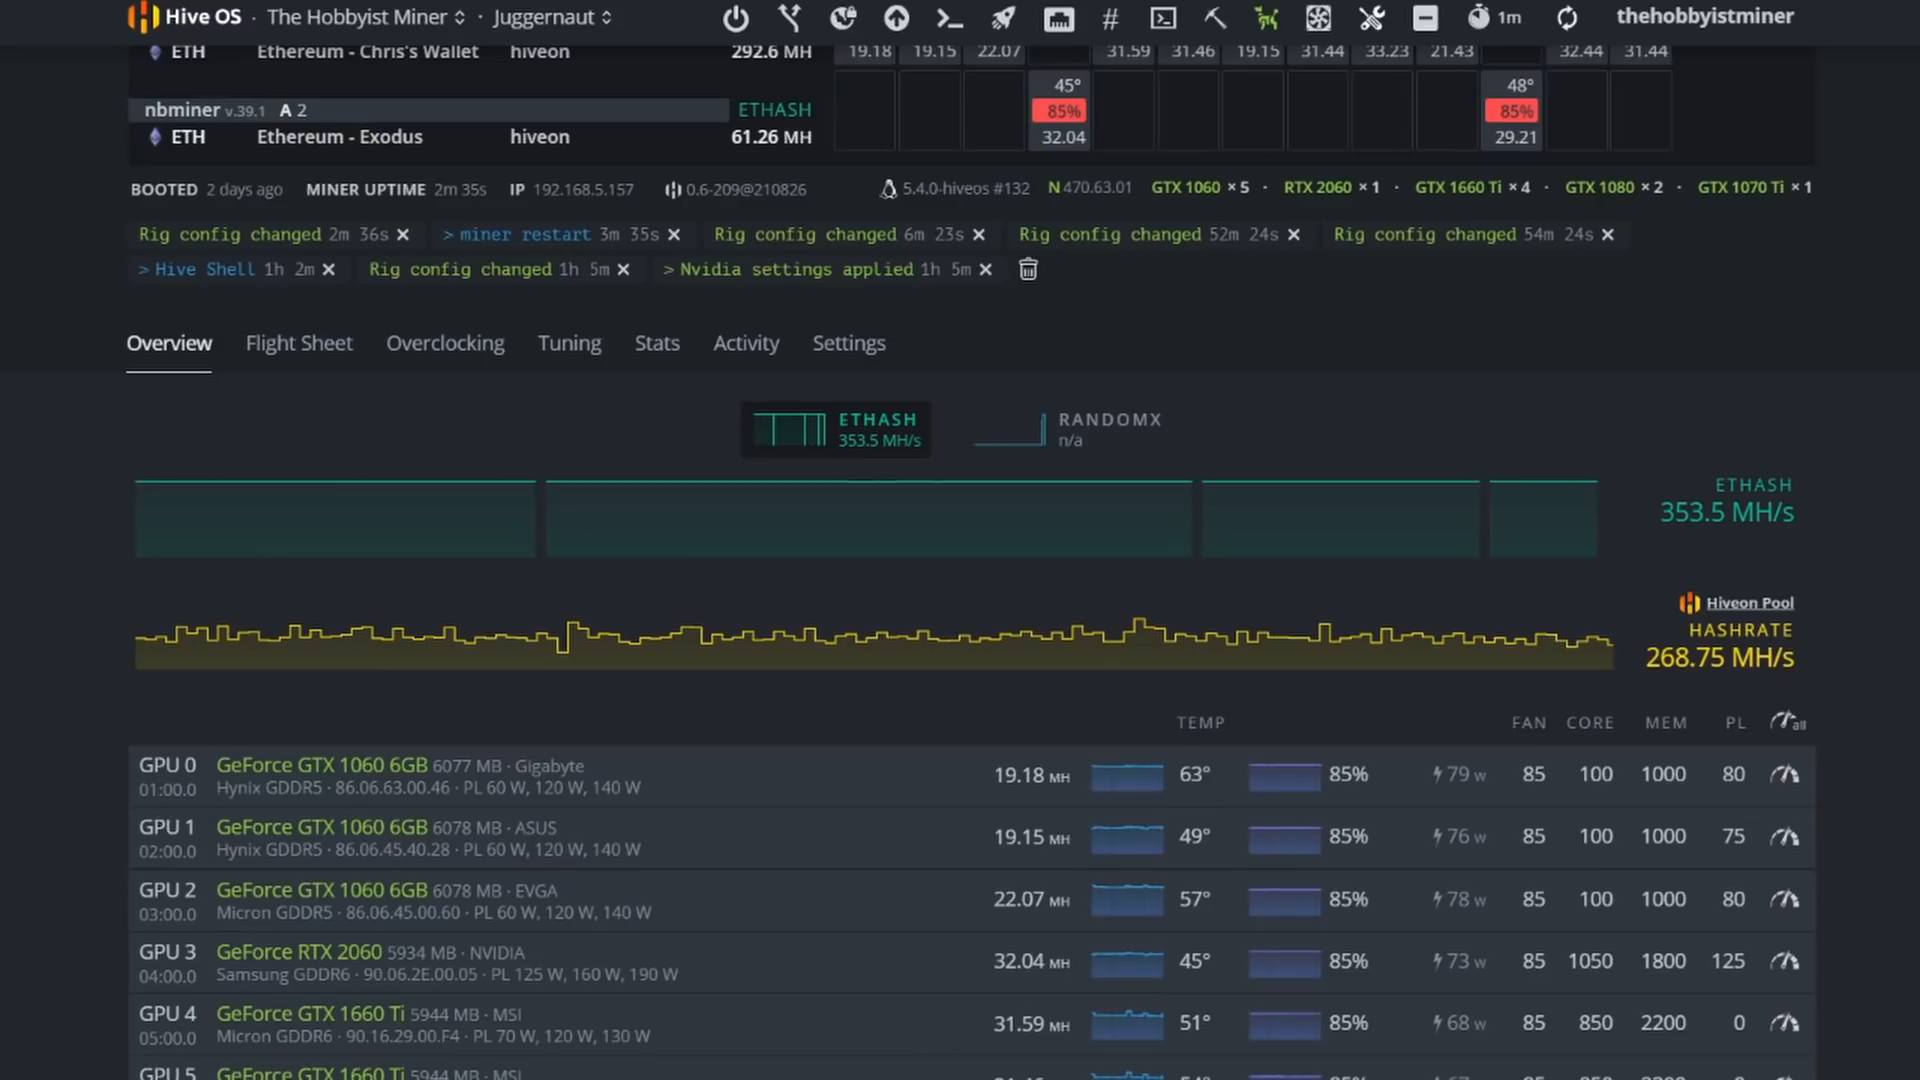 Hive OS · The Hobbyist Miner · Juggernaut # 1m thehobbyistminer
ETH Ethereum - Chris's Wallet hiveon 292.6 MH 19.18 19.15 22.07 31.59 31.46 19.15 31.44 33.23 21.43 32.44 31.44
45° 48°
nbminer v.39.1 A 2 ETHASH 85% 85%
ETH Ethereum - Exodus hiveon 61.26 MH 32.04 29.21
BOOTED 2 days ago MINER UPTIME 2m 35s IP 192.168.5.157 0.6-209@210826 5.4.0-hiveos #132 N 470.63.01 GTX 1060 × 5 · RTX 2060 × 1 · GTX 1660 Ti × 4 · GTX 1080 × 2 · GTX 1070 Ti × 1
Rig config changed 2m 36s × > miner restart 3m 35s × Rig config changed 6m 23s × Rig config changed 52m 24s × Rig config changed 54m 24s ×
> Hive Shell 1h 2m × Rig config changed 1h 5m × > Nvidia settings applied 1h 5m ×
Overview Flight Sheet Overclocking Tuning Stats Activity Settings
ETHASH RANDOMX
353.5 MH/s n/a
ETHASH
353.5 MH/s
Hiveon Pool
HASHRATE
268.75 MH/s
TEMP FAN CORE MEM PL all
GPU 0 GeForce GTX 1060 6GB 6077 MB · Gigabyte 19.18 MH 63° 85% 79 W 85 100 1000 80
01:00.0 Hynix GDDR5 · 86.06.63.00.46 · PL 60 W, 120 W, 140 W
GPU 1 GeForce GTX 1060 6GB 6078 MB · ASUS 19.15 MH 49° 85% 76 W 85 100 1000 75
02:00.0 Hynix GDDR5 · 86.06.45.40.28 · PL 60 W, 120 W, 140 W
GPU 2 GeForce GTX 1060 6GB 6078 MB · EVGA 22.07 MH 57° 85% 78 W 85 100 1000 80
03:00.0 Micron GDDR5 · 86.06.45.00.60 · PL 60 W, 120 W, 140 W
GPU 3 GeForce RTX 2060 5934 MB · NVIDIA 32.04 MH 45° 85% 73 W 85 1050 1800 125
04:00.0 Samsung GDDR6 · 90.06.2E.00.05 · PL 125 W, 160 W, 190 W
GPU 4 GeForce GTX 1660 Ti 5944 MB · MSI 31.59 MH 51° 85% 68 W 85 850 2200 0
05:00.0 Micron GDDR6 · 90.16.29.00.F4 · PL 70 W, 120 W, 130 W
GPU 5 GeForce GTX 1660 Ti 5944 MB · MSI